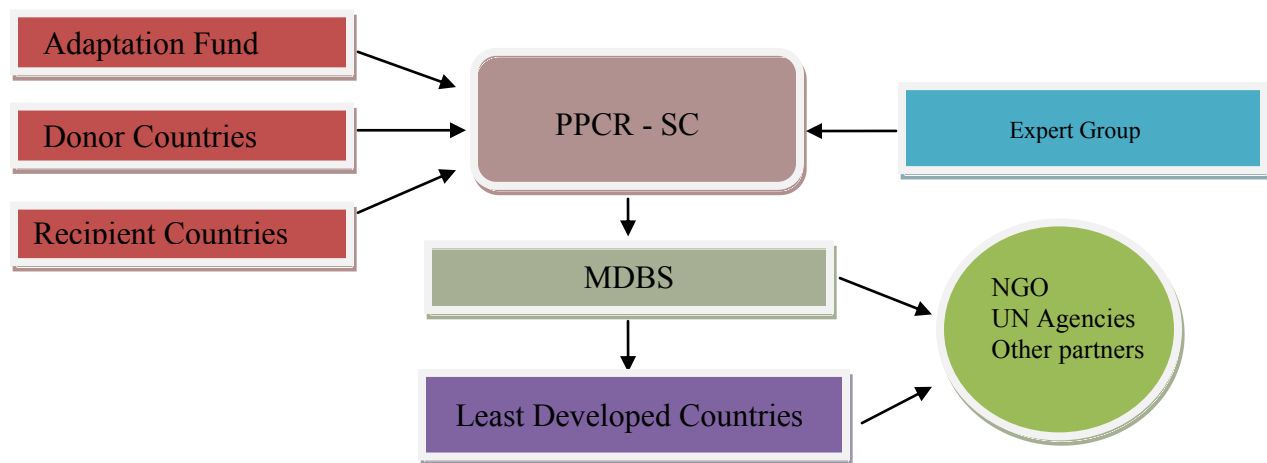 Adaptation Fund
Donor Countries
Recipient Countries
PPCR - SC
Expert Group
MDBS
NGO
UN Agencies
Other partners
Least Developed Countries